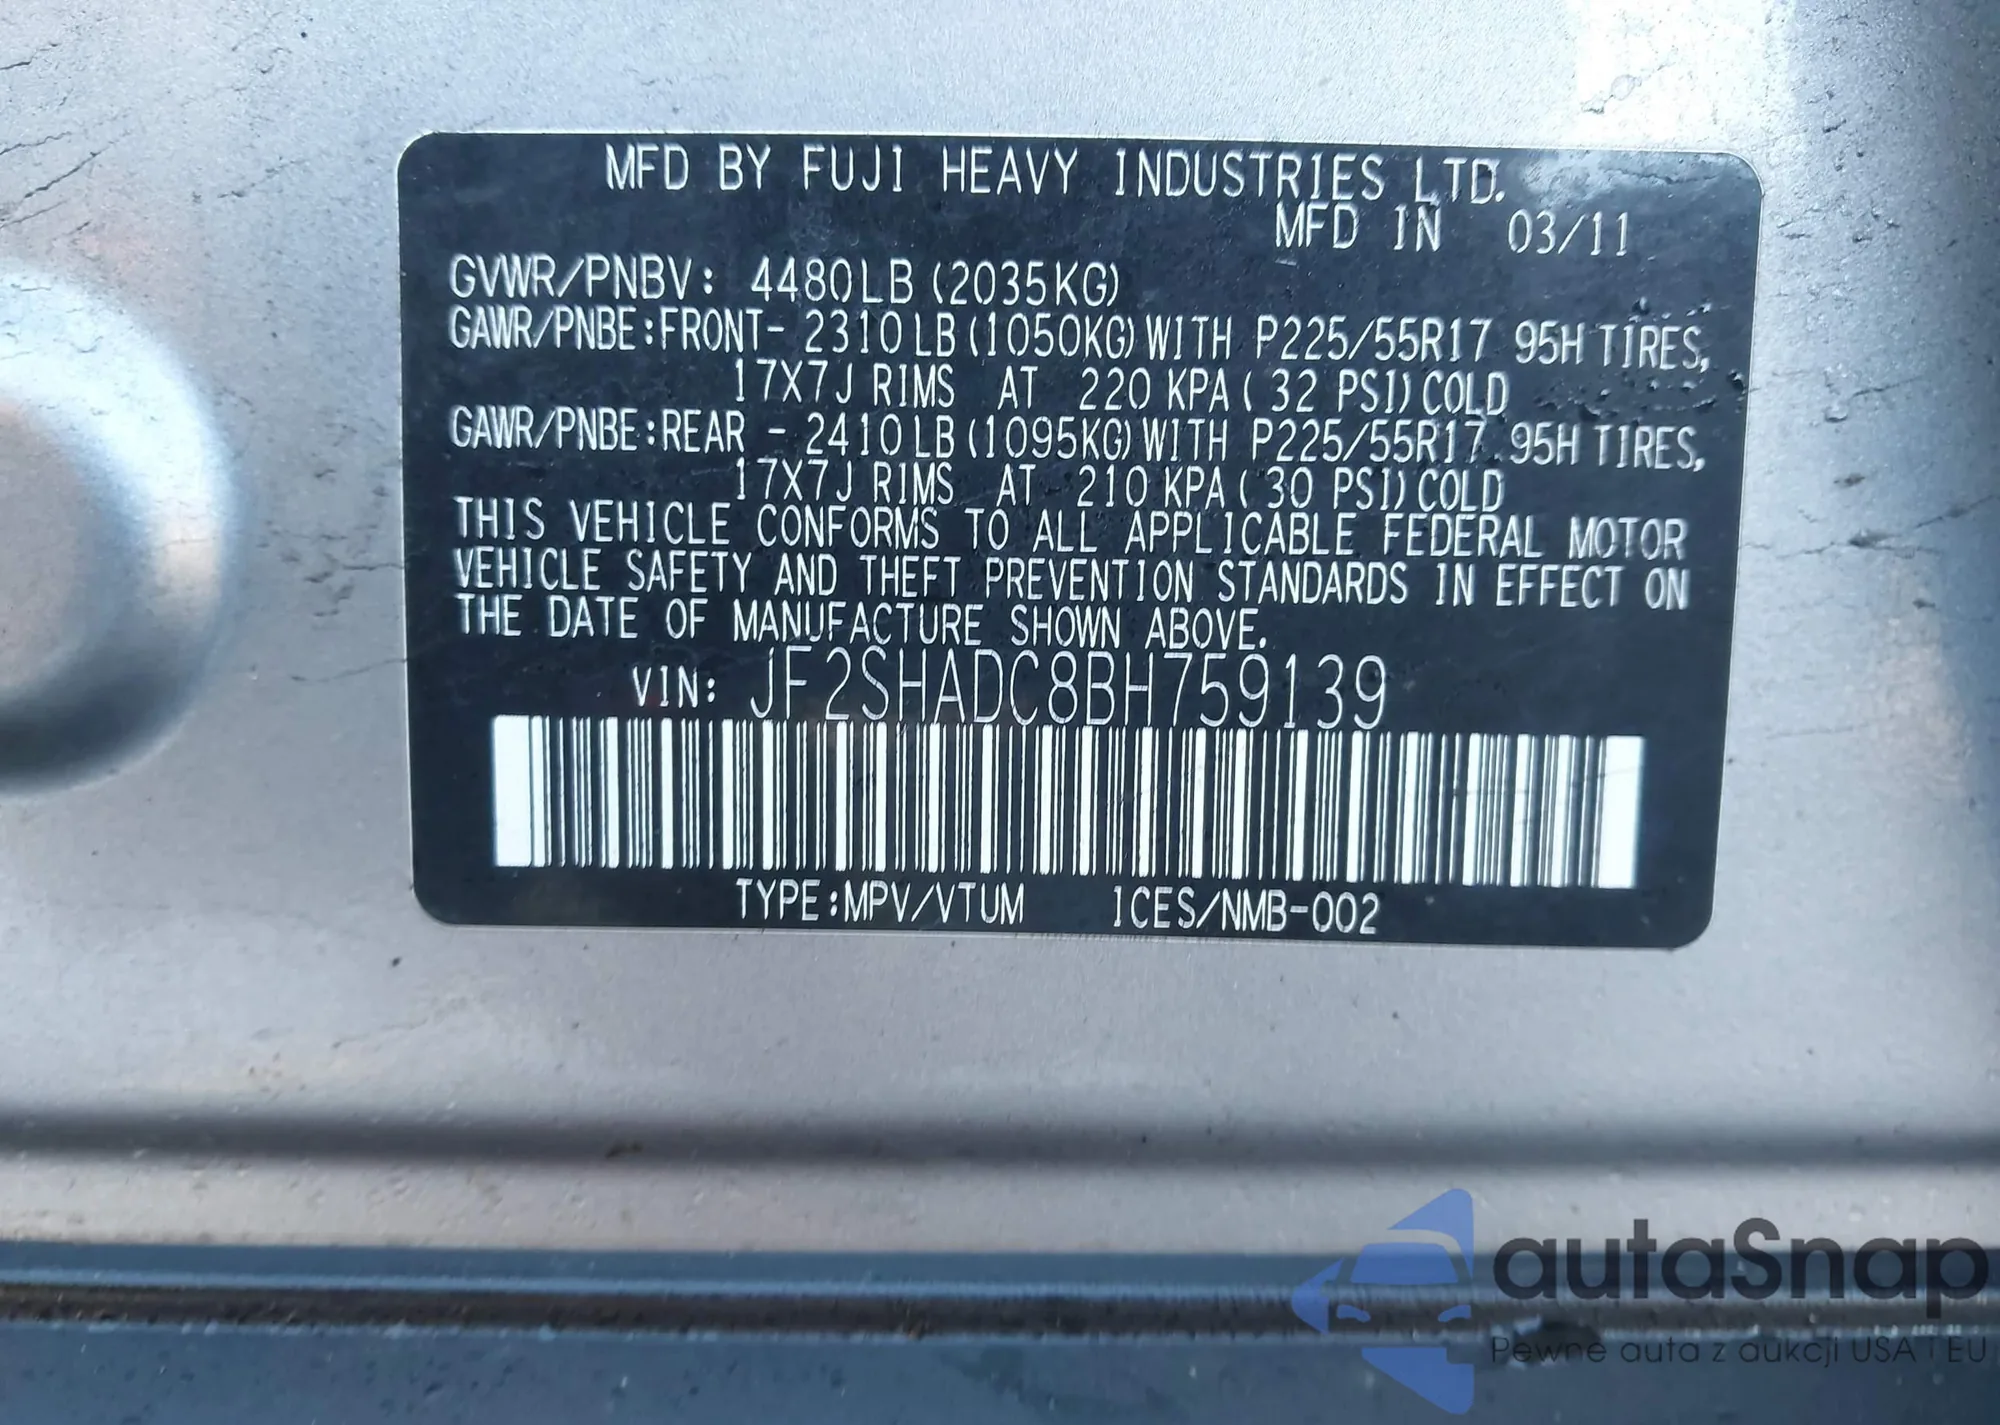 MFD BY FUJI HEAVY INDUSTRIES LTD.
MFD IN 03/11
GVWR/PNBV: 4480LB (2035KG)
GAWR/PNBE:FRONT- 2310LB (1050KG) WITH P225/55R17 95H TIRES,
17X7J RIMS AT 220 KPA ( 32 PSI) COLD
GAWR/PNBE:REAR - 2410LB (1095KG) WITH P225/55R17 95H TIRES,
17X7J RIMS AT 210 KPA ( 30 PSI) COLD
THIS VEHICLE CONFORMS TO ALL APPLICABLE FEDERAL MOTOR
VEHICLE SAFETY AND THEFT PREVENTION STANDARDS IN EFFECT ON
THE DATE OF MANUFACTURE SHOWN ABOVE.
VIN: JF2SHADC8BH759139
TYPE:MPV/VTUM ICES/NMB-002
autaSnap
Pewne auta z aukcji USA i EU